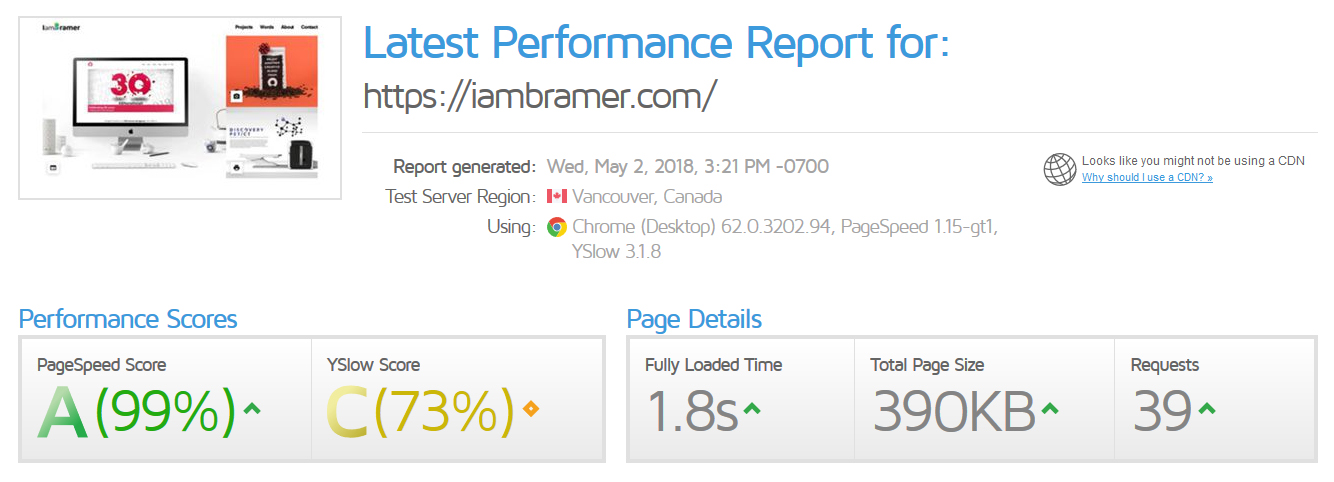 iambramer
Projects Words About Contact
Latest Performance Report for:
https://iambramer.com/
30
DISCOVERY
Report generated: Wed, May 2, 2018, 3:21 PM -0700
Test Server Region: Vancouver, Canada
Using: Chrome (Desktop) 62.0.3202.94, PageSpeed 1.15-gt1,
YSlow 3.1.8
Looks like you might not be using a CDN
Why should I use a CDN? »
Performance Scores
PageSpeed Score
A(99%)
YSlow Score
C(73%)
Page Details
Fully Loaded Time
1.8s
Total Page Size
390KB
Requests
39